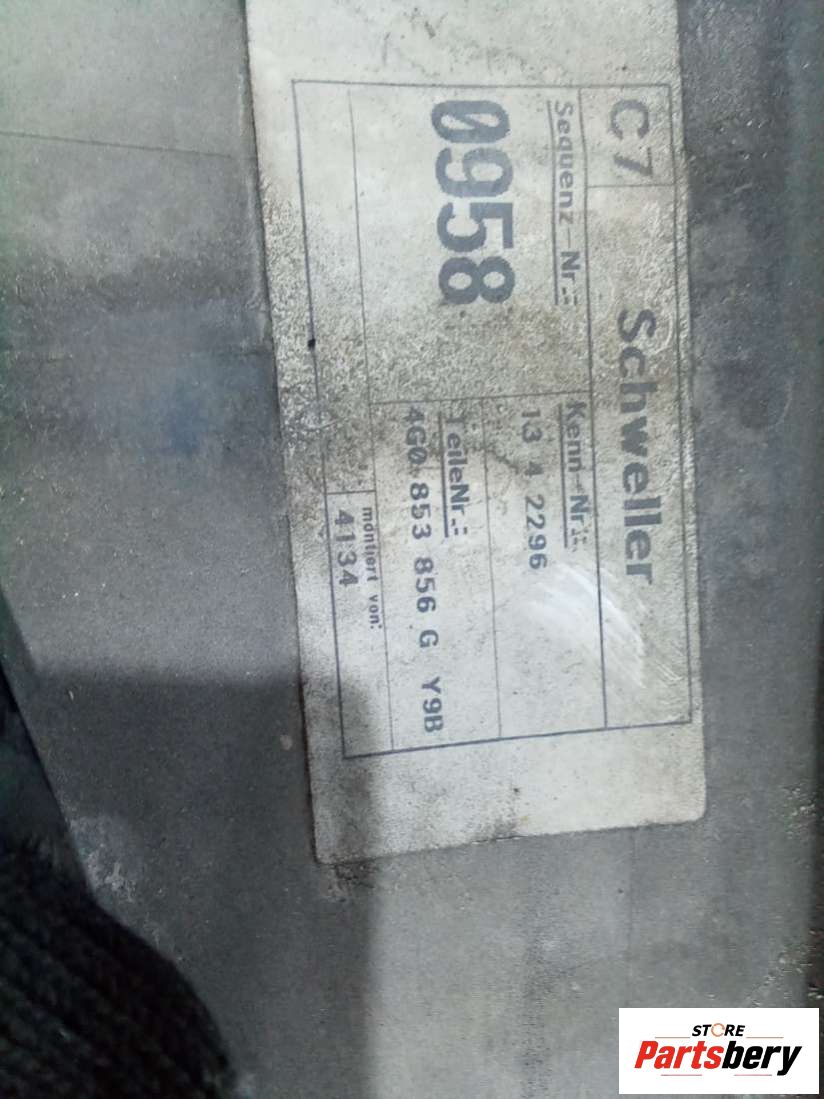 C7 Schweller
Sequenz-Nr.:
0958
Kenn-Nr.:
13 4 2296
TeileNr.:
4G0 853 856 G Y9B
montiert von:
4134
STORE
Partsbery